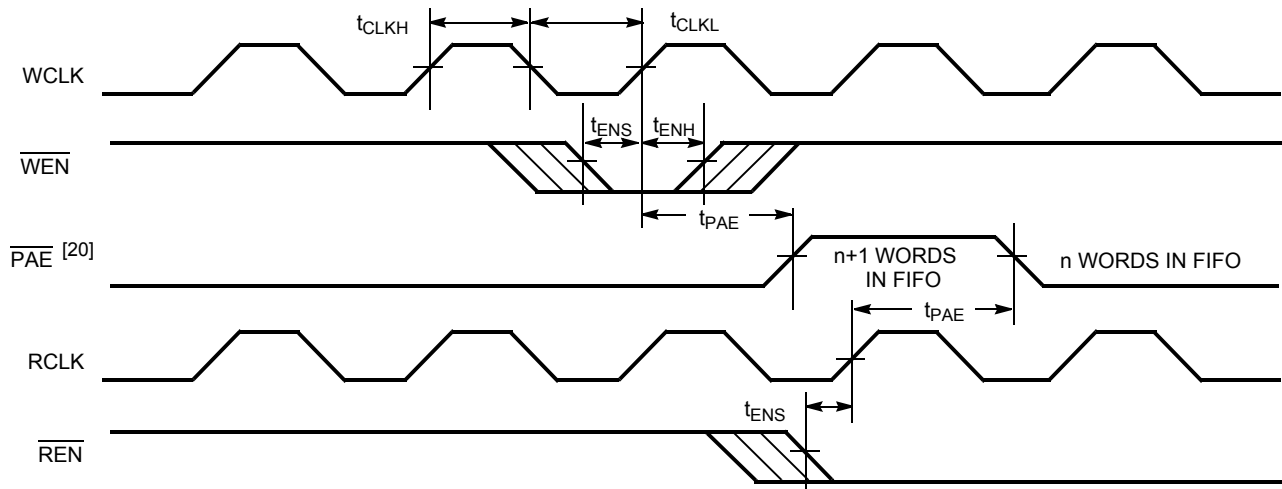 tCLKH
tCLKL
WCLK
tENS
tENH
WEN
tPAE
PAE [20]
n+1 WORDS
IN FIFO
n WORDS IN FIFO
tPAE
RCLK
tENS
REN